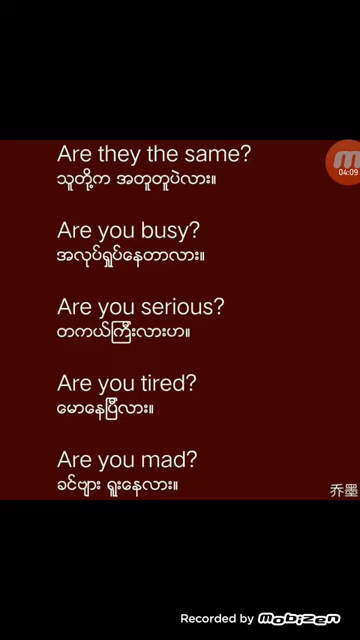 Are they the same?
သူတို့က အတူတူပဲလား။
04:09
Are you busy?
အလုပ်ရှုပ်နေတာလား။
Are you serious?
တကယ်ကြီးလားဟာ။
Are you tired?
မောနေပြီလား။
Are you mad?
ခင်ဗျား ရူးနေလား။
乔墨
Recorded by mobizen